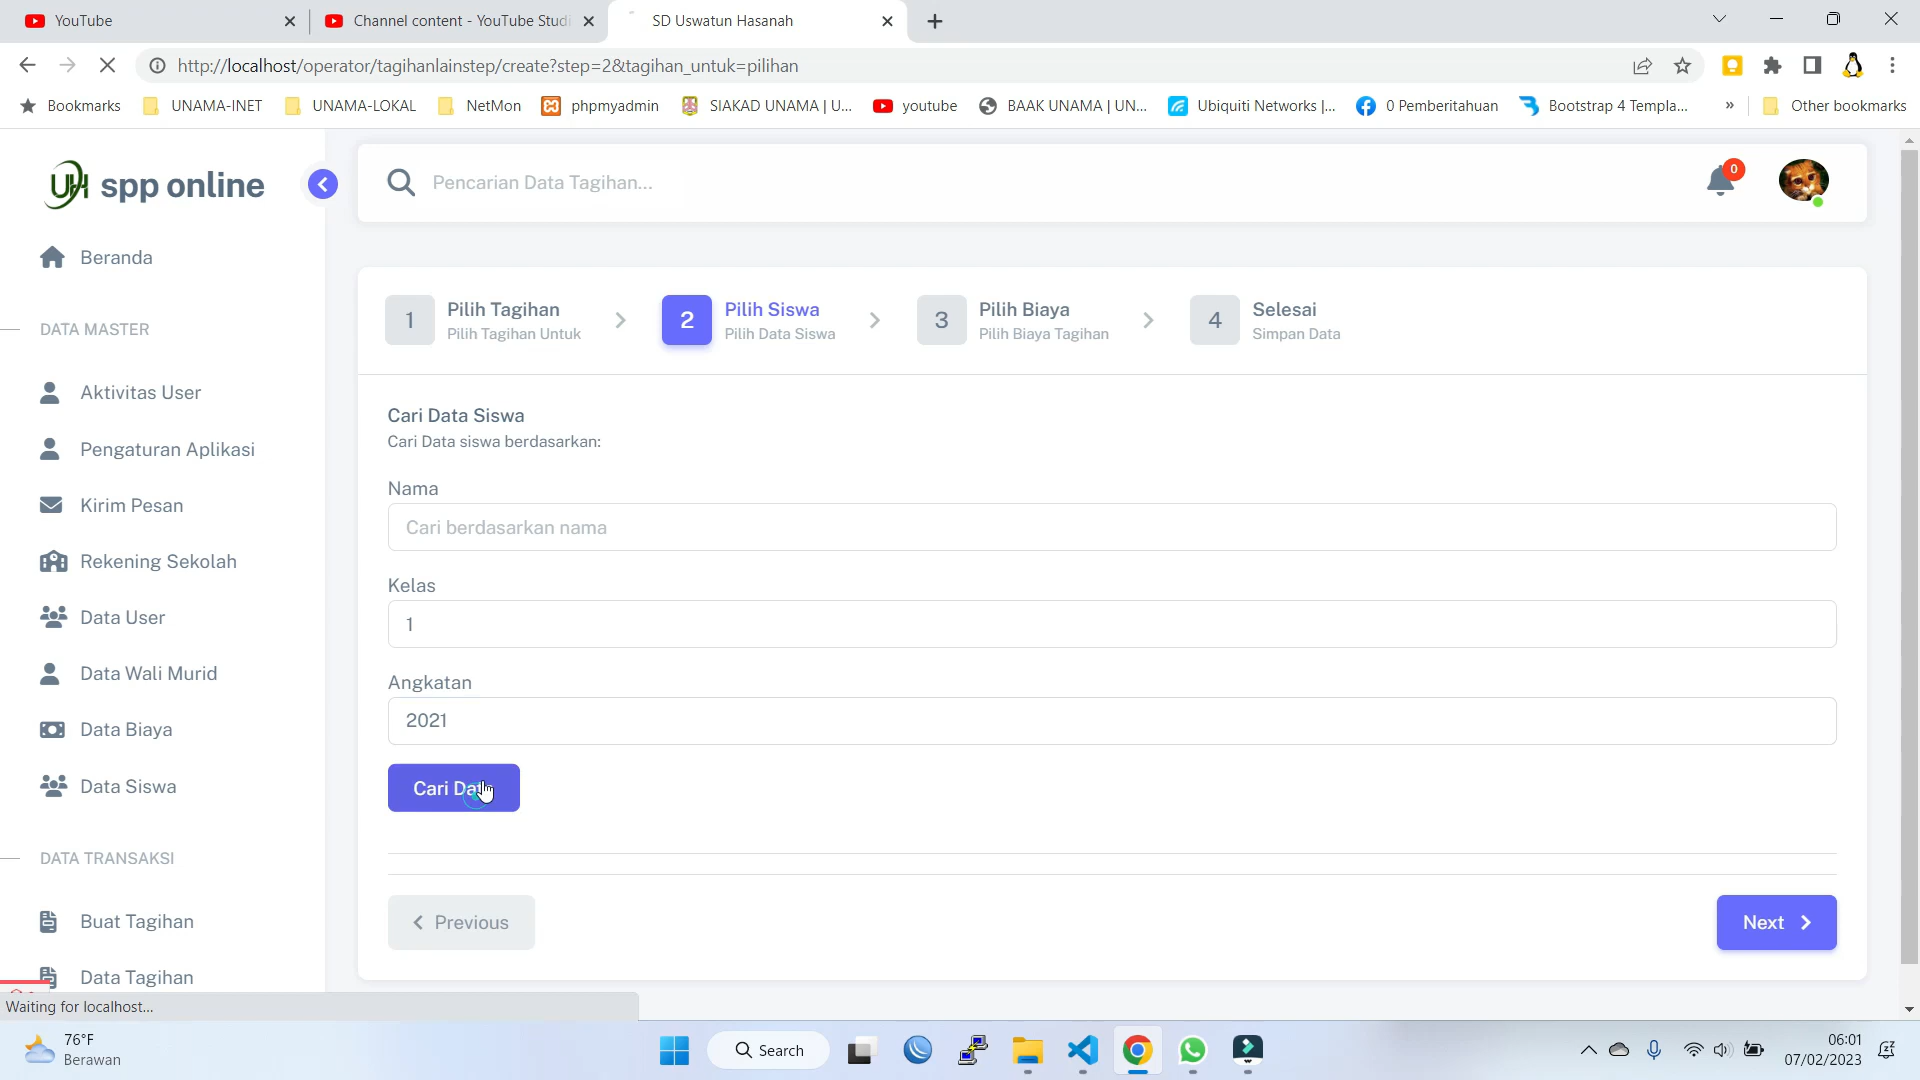 YouTube
Channel content - YouTube Studi
SD Uswatun Hasanah
http://localhost/operator/tagihanlainstep/create?step=2&tagihan_untuk=pilihan
Bookmarks
UNAMA-INET
UNAMA-LOKAL
NetMon
phpmyadmin
SIAKAD UNAMA | U...
youtube
BAAK UNAMA | UN...
Ubiquiti Networks |...
0 Pemberitahuan
Bootstrap 4 Templa...
»
Other bookmarks
UH spp online
Pencarian Data Tagihan...
0
Beranda
DATA MASTER
Aktivitas User
Pengaturan Aplikasi
Kirim Pesan
Rekening Sekolah
Data User
Data Wali Murid
Data Biaya
Data Siswa
DATA TRANSAKSI
Buat Tagihan
Data Tagihan
1
Pilih Tagihan
Pilih Tagihan Untuk
2
Pilih Siswa
Pilih Data Siswa
3
Pilih Biaya
Pilih Biaya Tagihan
4
Selesai
Simpan Data
Cari Data Siswa
Cari Data siswa berdasarkan:
Nama
Cari berdasarkan nama
Kelas
1
Angkatan
2021
Cari Data
Previous
Next
Waiting for localhost...
76°F
Berawan
Search
06:01
07/02/2023